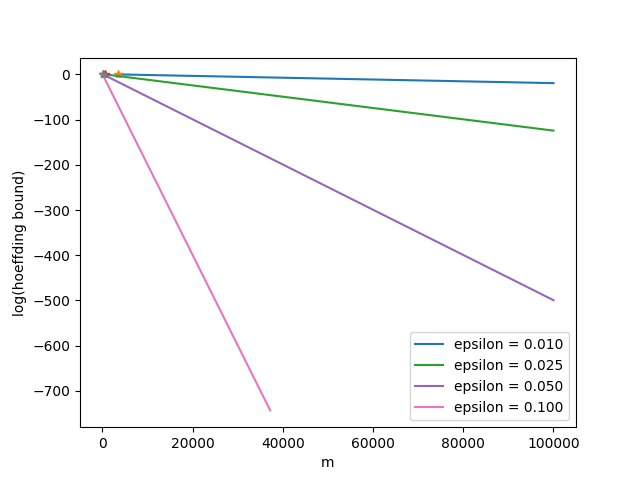 0
−100
−200
−300
−400
−500
−600
−700
log(hoeffding bound)
epsilon = 0.010
epsilon = 0.025
epsilon = 0.050
epsilon = 0.100
0 20000 40000 60000 80000 100000
m